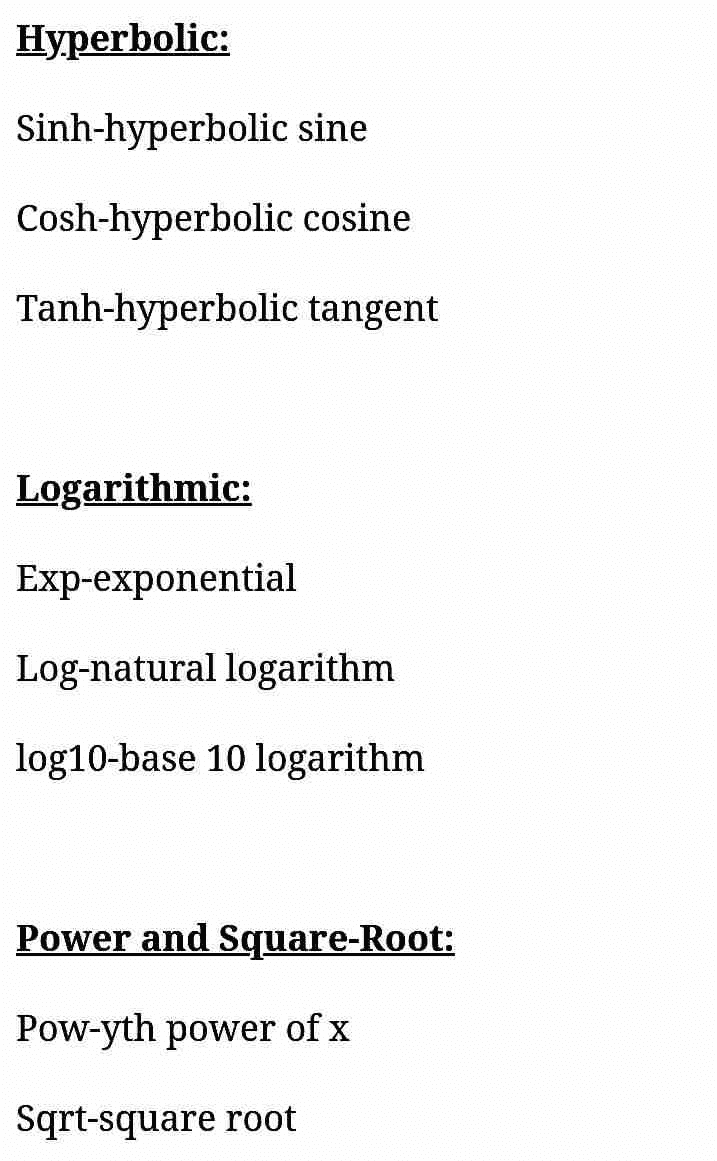 Hyperbolic:
Sinh-hyperbolic sine
Cosh-hyperbolic cosine
Tanh-hyperbolic tangent
Logarithmic:
Exp-exponential
Log-natural logarithm
log10-base 10 logarithm
Power and Square-Root:
Pow-yth power of x
Sqrt-square root